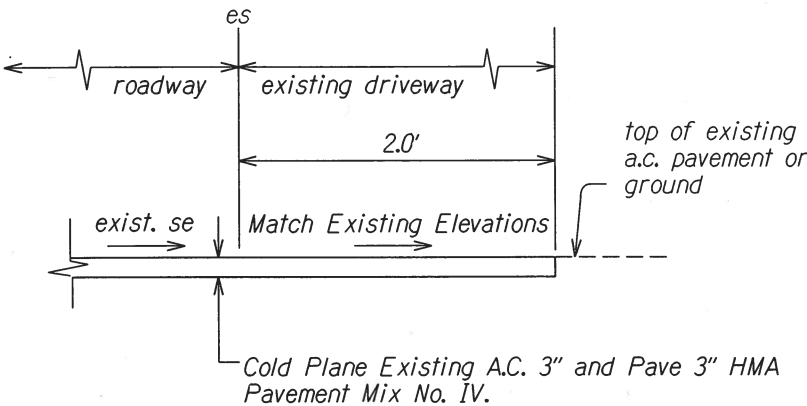 es
roadway
existing driveway
2.0'
top of existing
a.c. pavement or
ground
exist. se
Match Existing Elevations
Cold Plane Existing A.C. 3" and Pave 3" HMA
Pavement Mix No. IV.